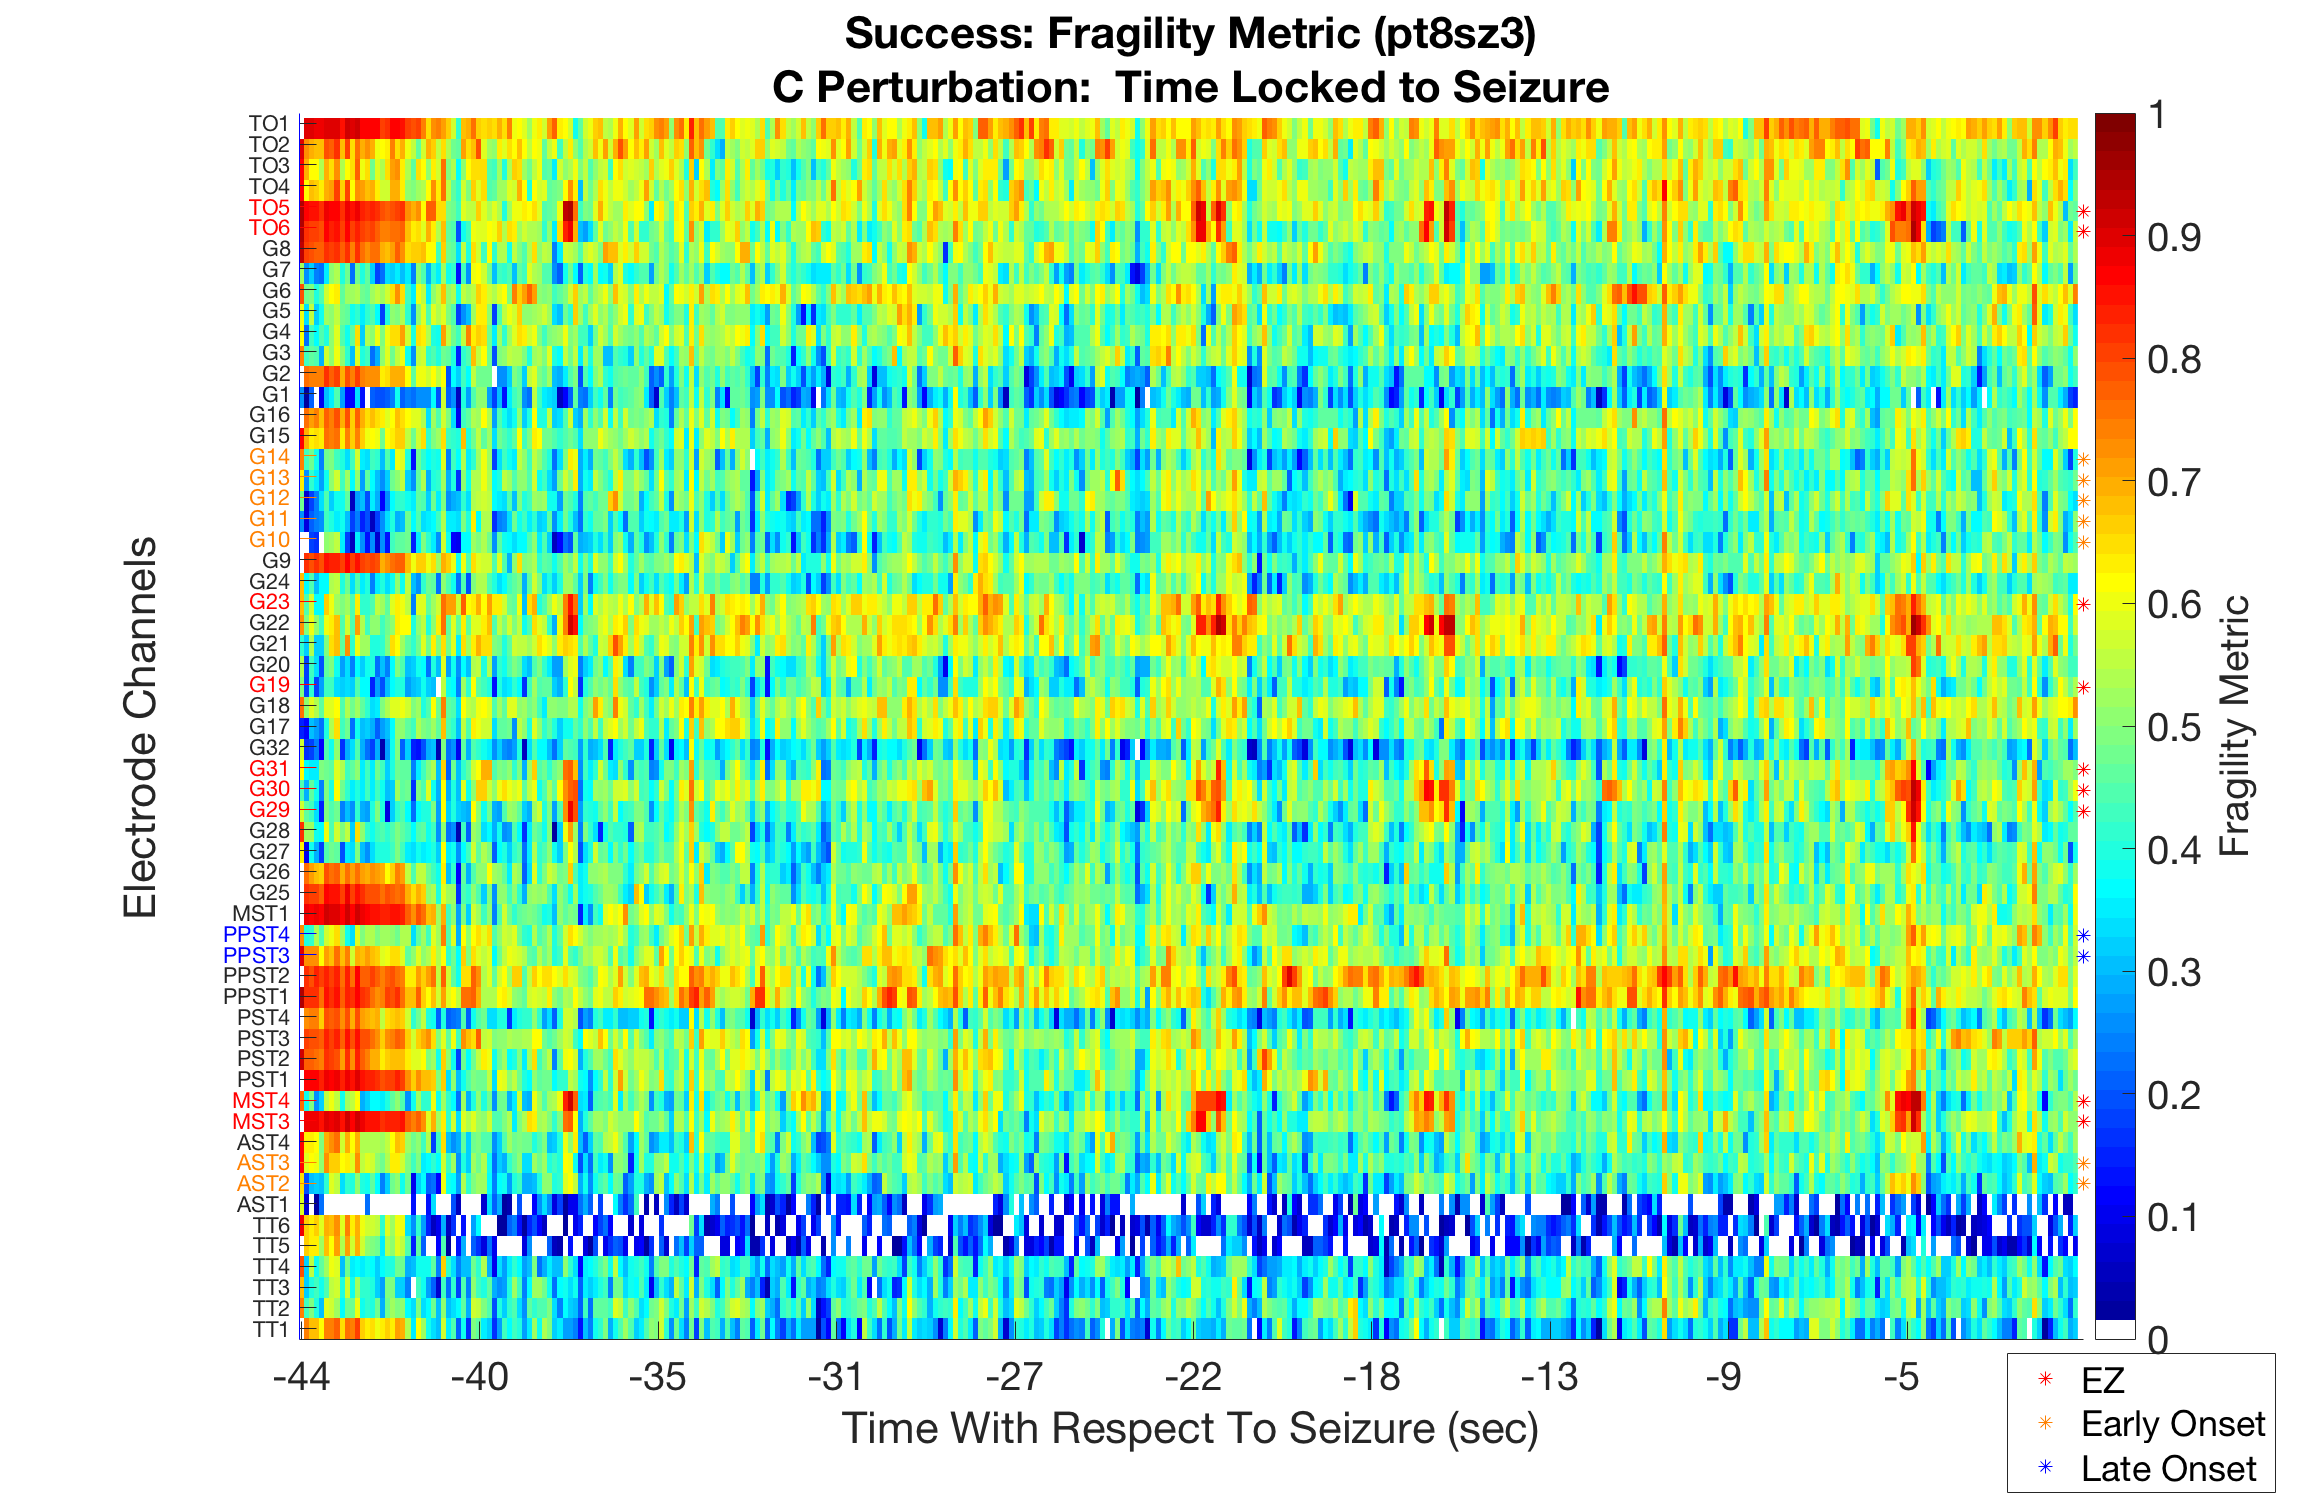 Success: Fragility Metric (pt8sz3)
C Perturbation:  Time Locked to Seizure
Electrode Channels
TO1
TO2
TO3
TO4
TO5
TO6
G8
G7
G6
G5
G4
G3
G2
G1
G16
G15
G14
G13
G12
G11
G10
G9
G24
G23
G22
G21
G20
G19
G18
G17
G32
G31
G30
G29
G28
G27
G26
G25
MST1
PPST4
PPST3
PPST2
PPST1
PST4
PST3
PST2
PST1
MST4
MST3
AST4
AST3
AST2
AST1
TT6
TT5
TT4
TT3
TT2
TT1
-44 -40 -35 -31 -27 -22 -18 -13 -9 -5
Time With Respect To Seizure (sec)
1
0.9
0.8
0.7
0.6
0.5
0.4
0.3
0.2
0.1
0
Fragility Metric
EZ
Early Onset
Late Onset